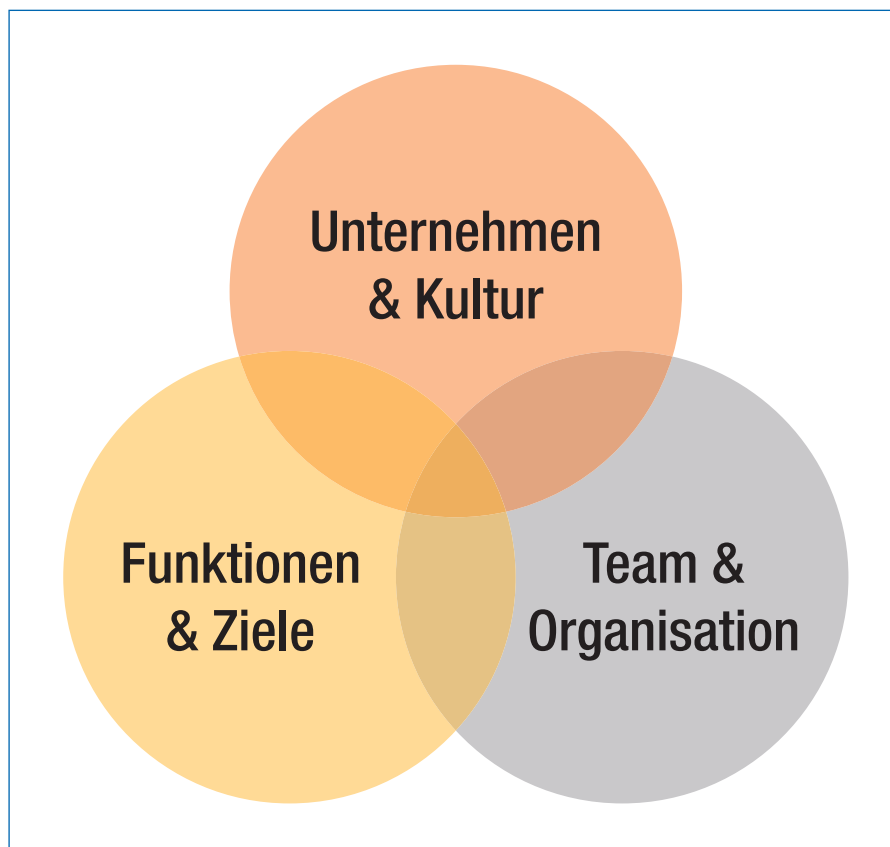 Unternehmen
& Kultur
Funktionen
& Ziele
Team &
Organisation